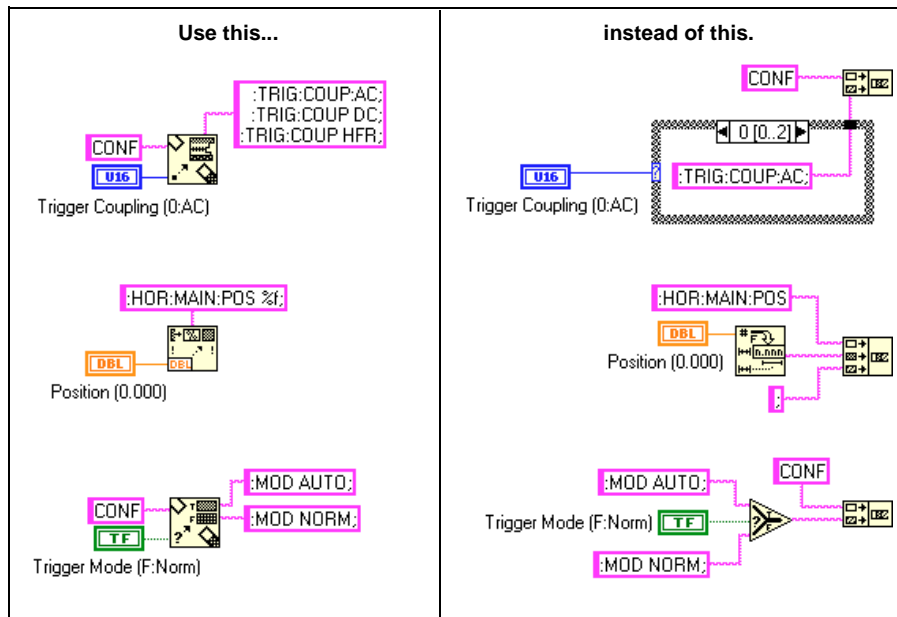 Use this...
:TRIG:COUP:AC;
:TRIG:COUP DC;
:TRIG:COUP HFR;
CONF
U16
Trigger Coupling (0:AC)
:HOR:MAIN:POS %f;
DBL
DBL
Position (0.000)
CONF
:MOD AUTO;
:MOD NORM;
T
F
?
TF
Trigger Mode (F:Norm)
instead of this.
CONF
0 [0..2]
U16
?
:TRIG:COUP:AC;
Trigger Coupling (0:AC)
:HOR:MAIN:POS
DBL
#
F
n.nnn
Position (0.000)
;
CONF
:MOD AUTO;
Trigger Mode (F:Norm)
TF
?
T
F
:MOD NORM;